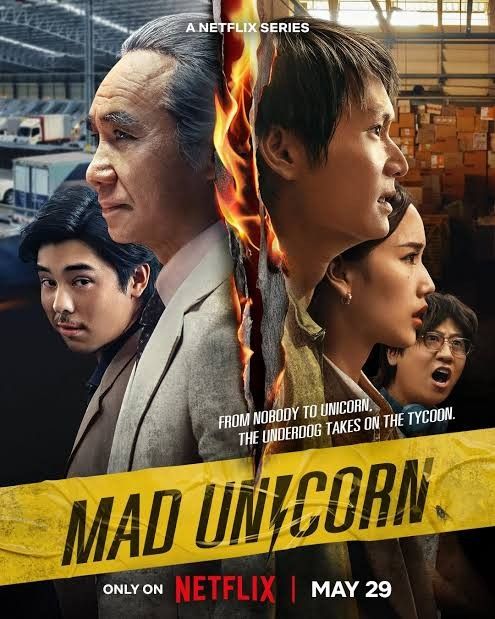 A NETFLIX SERIES
FROM NOBODY TO UNICORN.
THE UNDERDOG TAKES ON THE TYCOON.
MAD UNICORN
ONLY ON NETFLIX | MAY 29